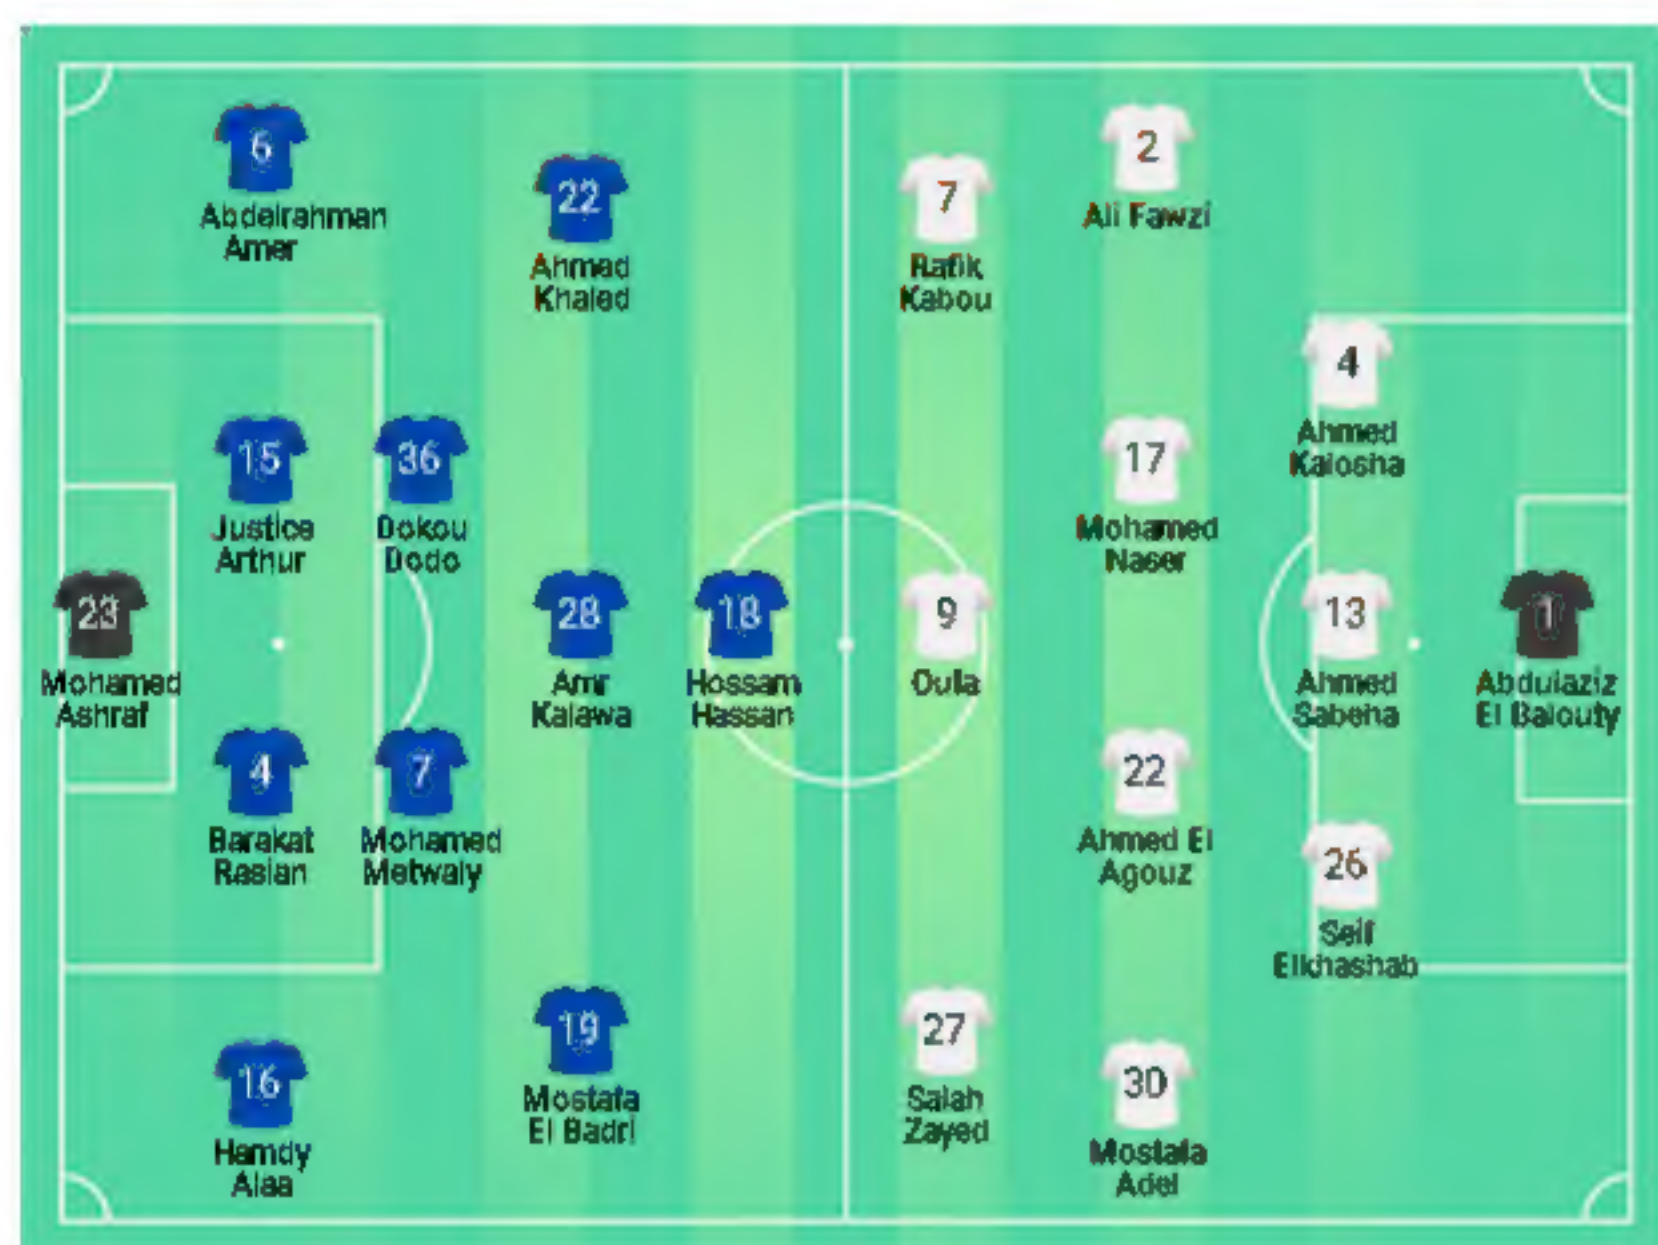 6
Abdelrahman
Amer
22
Ahmed
Khaled
15
Justice
Arthur
36
Dokou
Dodo
23
Mohamed
Ashraf
28
Amr
Kalawa
18
Hossam
Hassan
4
Barakat
Raslan
7
Mohamed
Metwaly
19
Mostafa
El Badri
16
Hamdy
Alaa
2
Ali Fawzi
7
Rafik
Kabou
4
Ahmed
Kalosha
17
Mohamed
Naser
9
Oula
13
Ahmed
Sabeha
1
Abdulaziz
El Balouty
22
Ahmed El
Agouz
26
Seif
Elkhashab
27
Salah
Zayed
30
Mostafa
Adel